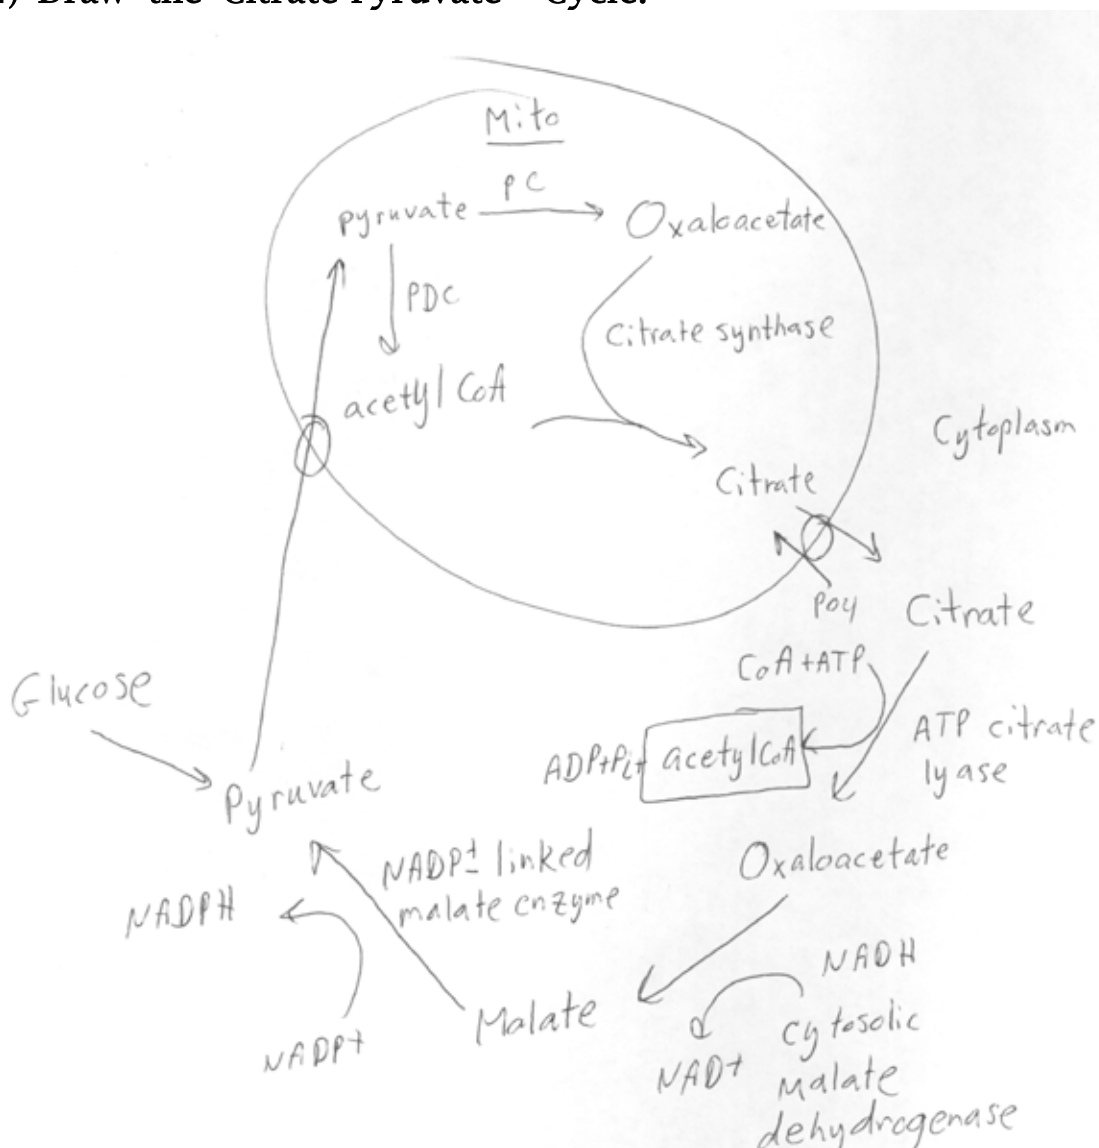 Draw the Citrate Pyruvate Cycle.
Mito
PC
pyruvate
Oxaloacetate
PDC
Citrate synthase
acetyl CoA
Cytoplasm
Citrate
PO4
Citrate
CoA+ATP
Glucose
ATP citrate
lyase
ADP+Pi+
acetyl CoA
Pyruvate
Oxaloacetate
NADP+ linked
malate enzyme
NADPH
NADH
Malate
Cytosolic
NADP+
NAD+
malate
dehydrogenase